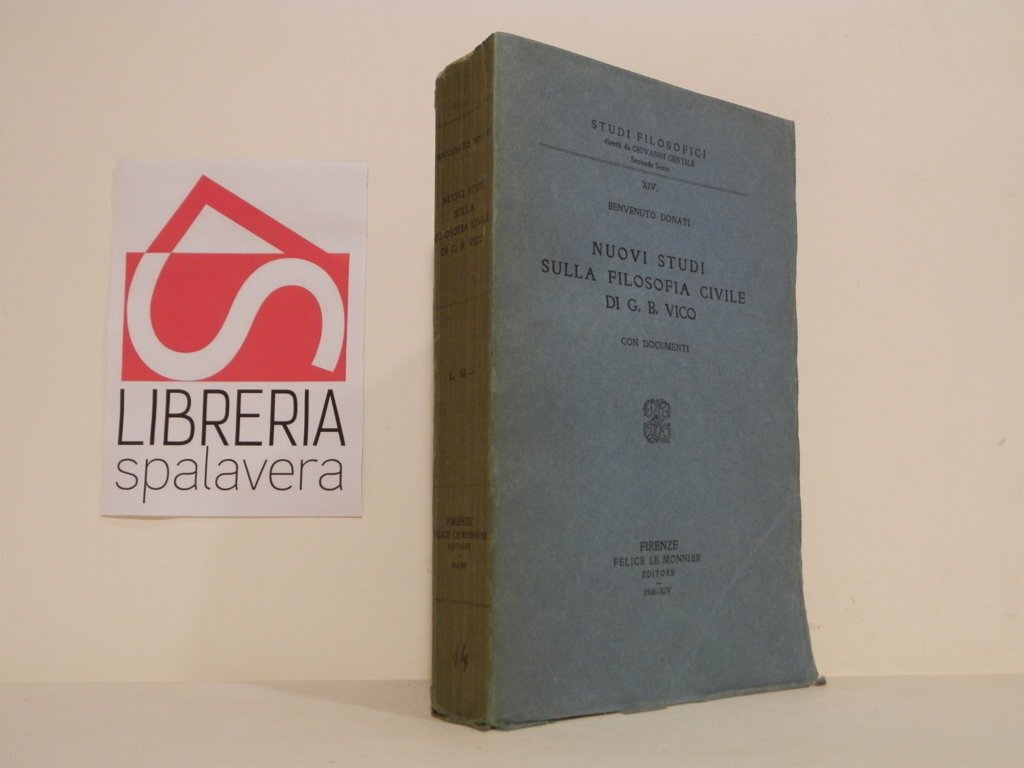 LIBRERIA
spalavera
BENVENUTO
NUOVI STUDI
SULLA
FILOSOFIA CIVILE
DI G. B. VICO
FIRENZE
FELICE LE MONNIER
EDITORE
14
STUDI FILOSOFICI
diretti da GIOVANNI GENTILE
Seconda Serie
XIV.
BENVENUTO DONATI
NUOVI STUDI
SULLA FILOSOFIA CIVILE
DI G. B. VICO
CON DOCUMENTI
FIRENZE
FELICE LE MONNIER
EDITORE
1936-XIV